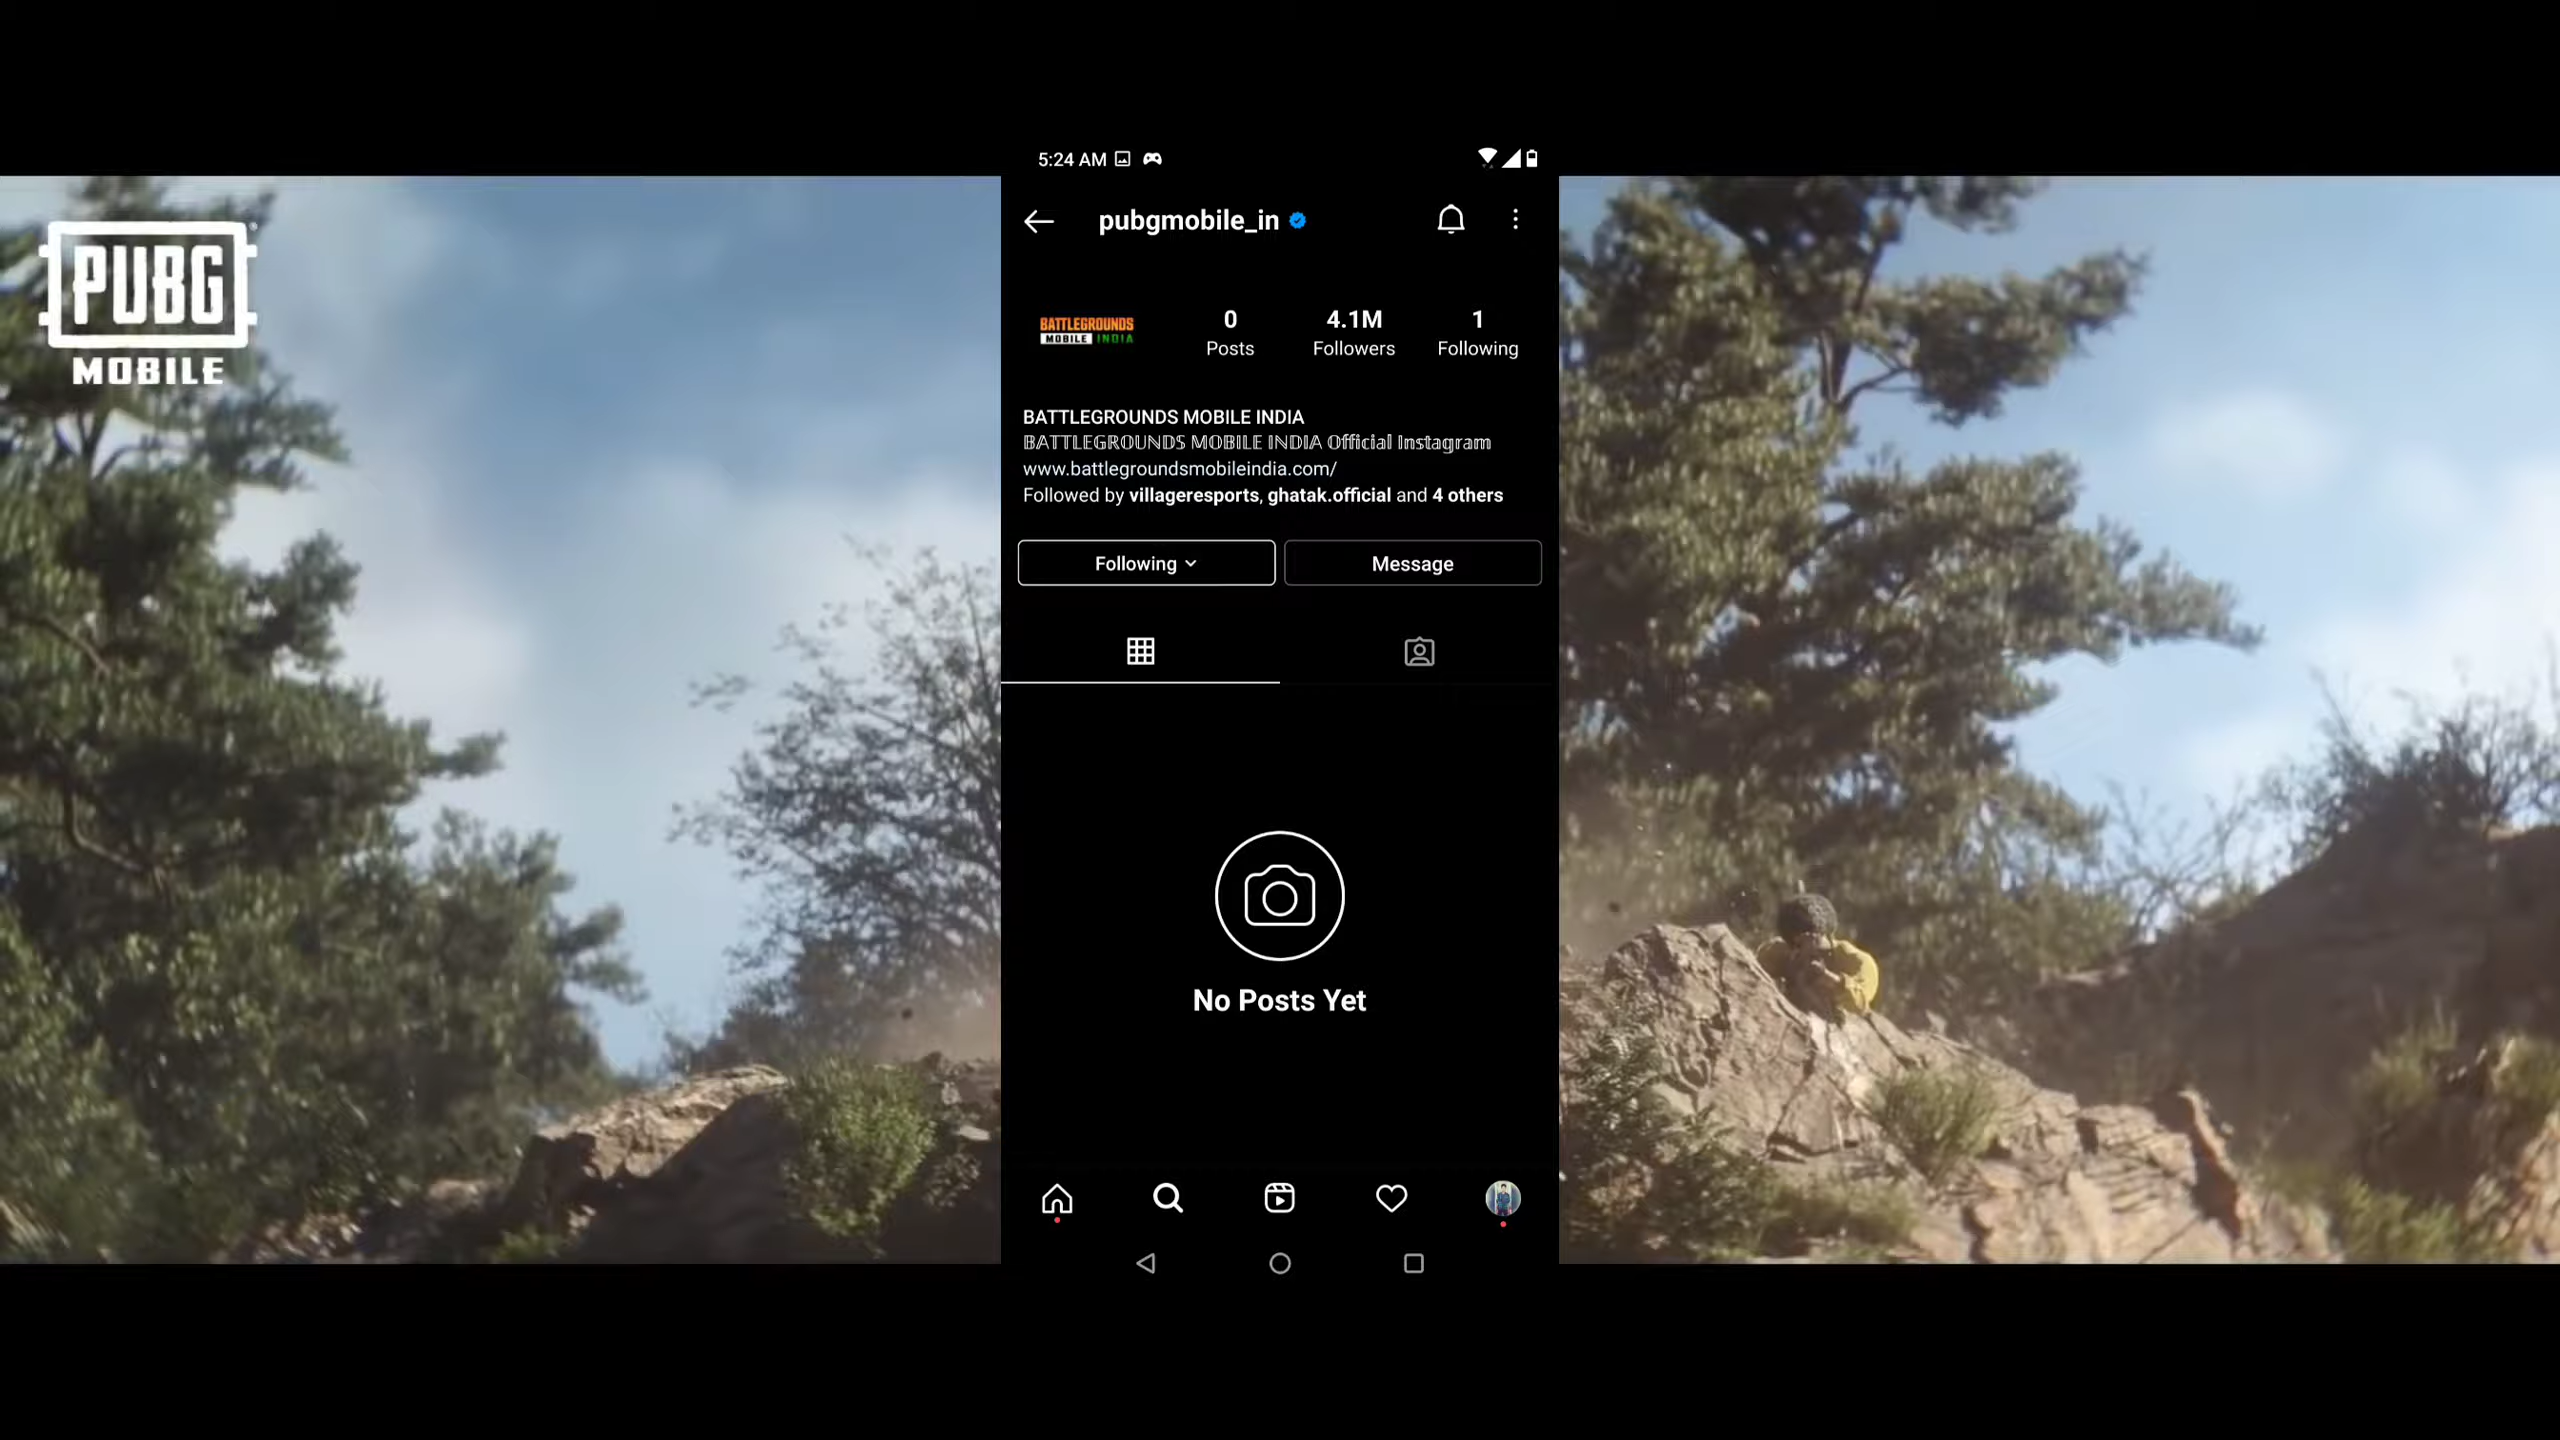 PUBG
MOBILE
5:24 AM
pubgmobile_in
BATTLEGROUNDS
MOBILE INDIA
0
Posts
4.1M
Followers
1
Following
BATTLEGROUNDS MOBILE INDIA
𝔹𝔸𝕋𝕋𝕃𝔼𝔾ℝ𝕆𝕌ℕ𝔻𝕊 𝕄𝕆𝔹𝕀𝕃𝔼 𝕀ℕ𝔻𝕀𝔸 𝕆𝕗𝕗𝕚𝕔𝕚𝕒𝕝 𝕀𝕟𝕤𝕥𝕒𝕘𝕣𝕒𝕞
www.battlegroundsmobileindia.com/
Followed by villageresports, ghatak.official and 4 others
Following
Message
No Posts Yet